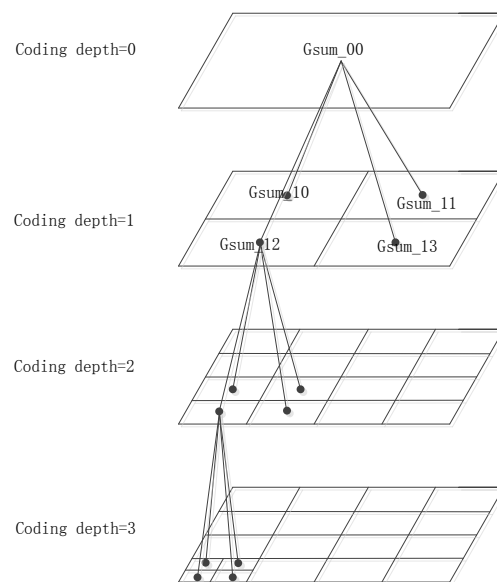 Coding depth=0
Gsum_00
Gsum_10
Gsum_11
Coding depth=1
Gsum_12
Gsum_13
Coding depth=2
Coding depth=3